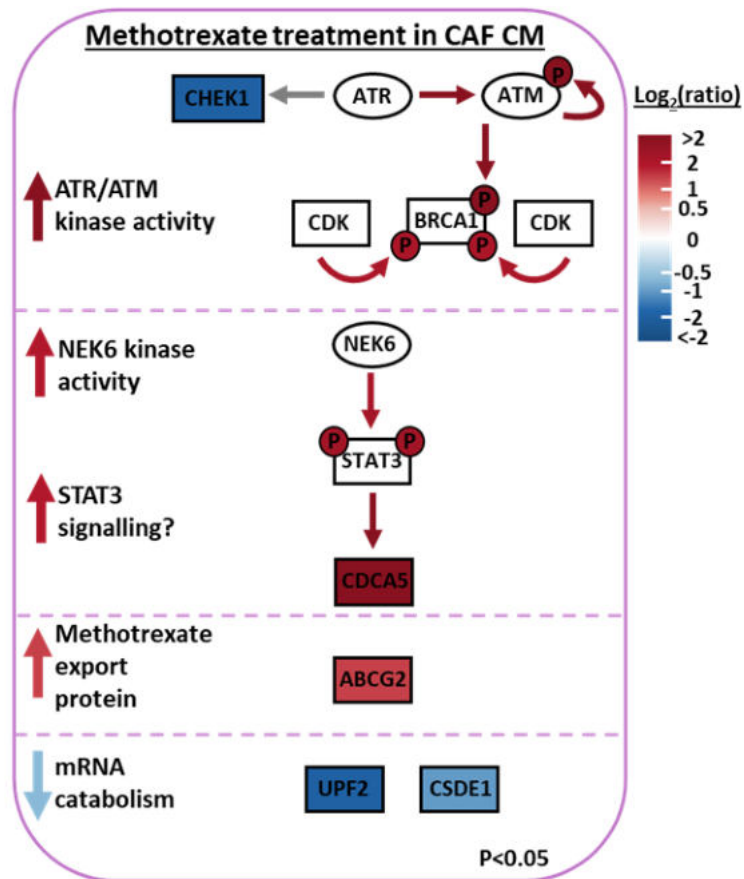 Methotrexate treatment in CAF CM
CHEK1
ATR
ATM
P
Log₂(ratio)
>2
2
1
0.5
0
-0.5
-1
-2
<-2
ATR/ATM
kinase activity
CDK
BRCA1
CDK
P
P
P
NEK6 kinase
activity
NEK6
P
P
STAT3
STAT3
signalling?
CDCA5
Methotrexate
export
protein
ABCG2
mRNA
catabolism
UPF2
CSDE1
P<0.05